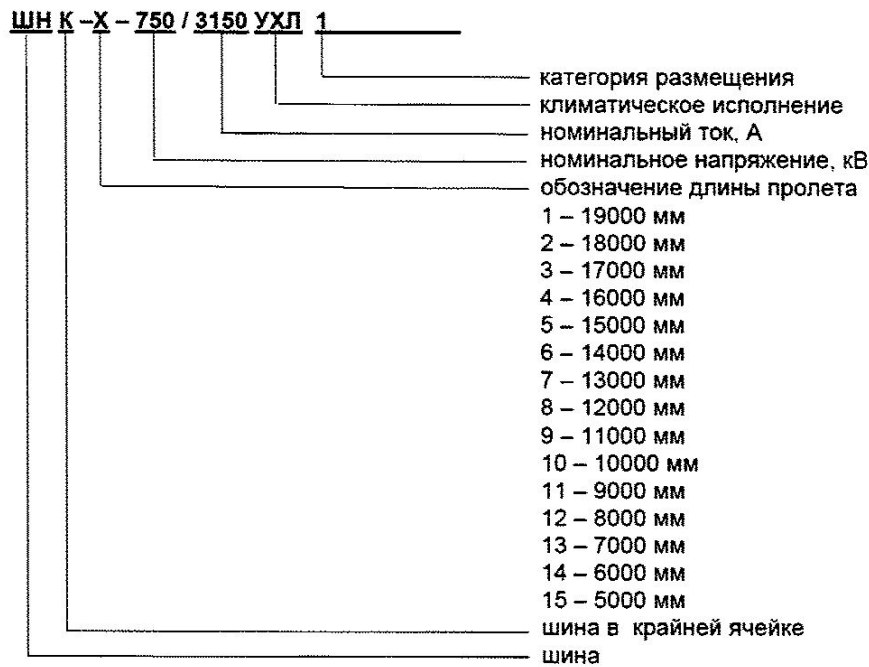 ШН К –Х – 750 / 3150 УХЛ 1
категория размещения
климатическое исполнение
номинальный ток, А
номинальное напряжение, кВ
обозначение длины пролета
1 – 19000 мм
2 – 18000 мм
3 – 17000 мм
4 – 16000 мм
5 – 15000 мм
6 – 14000 мм
7 – 13000 мм
8 – 12000 мм
9 – 11000 мм
10 – 10000 мм
11 – 9000 мм
12 – 8000 мм
13 – 7000 мм
14 – 6000 мм
15 – 5000 мм
шина в крайней ячейке
шина